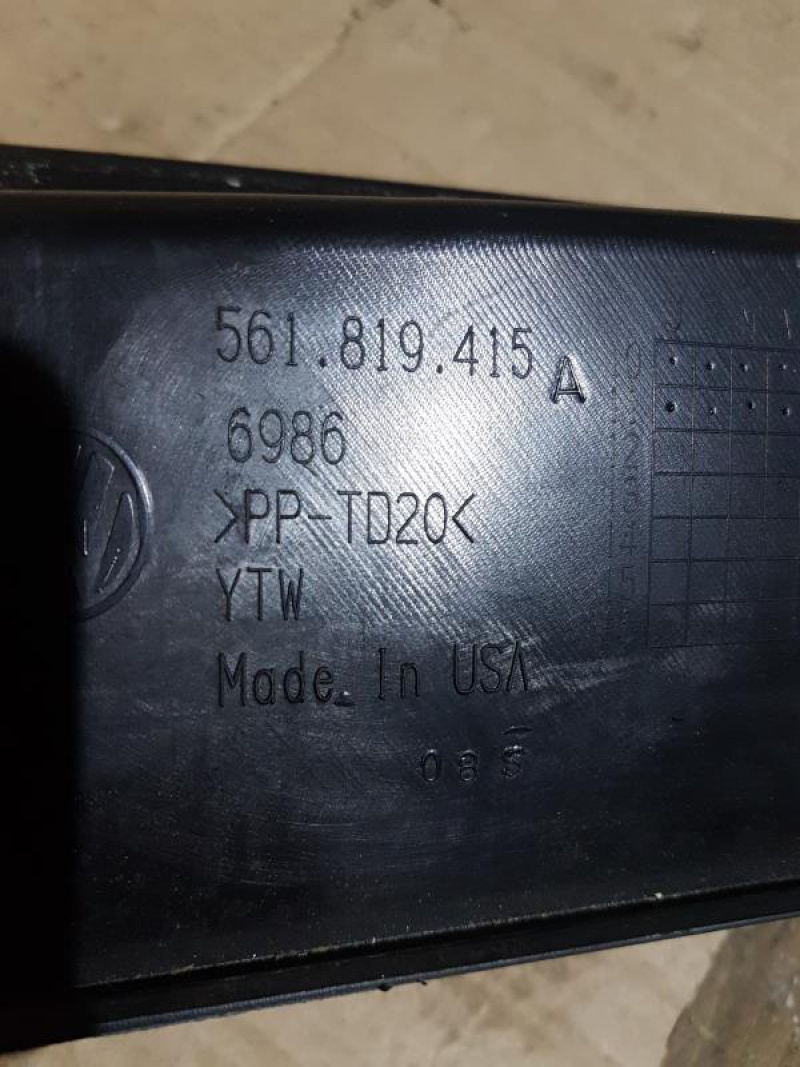 561.819.415 A
6986
>PP-TD20<
YTW
Made In USA
08